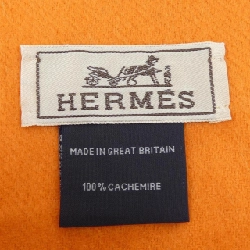 HERMÈS
MADE IN GREAT BRITAIN
100% CACHEMIRE